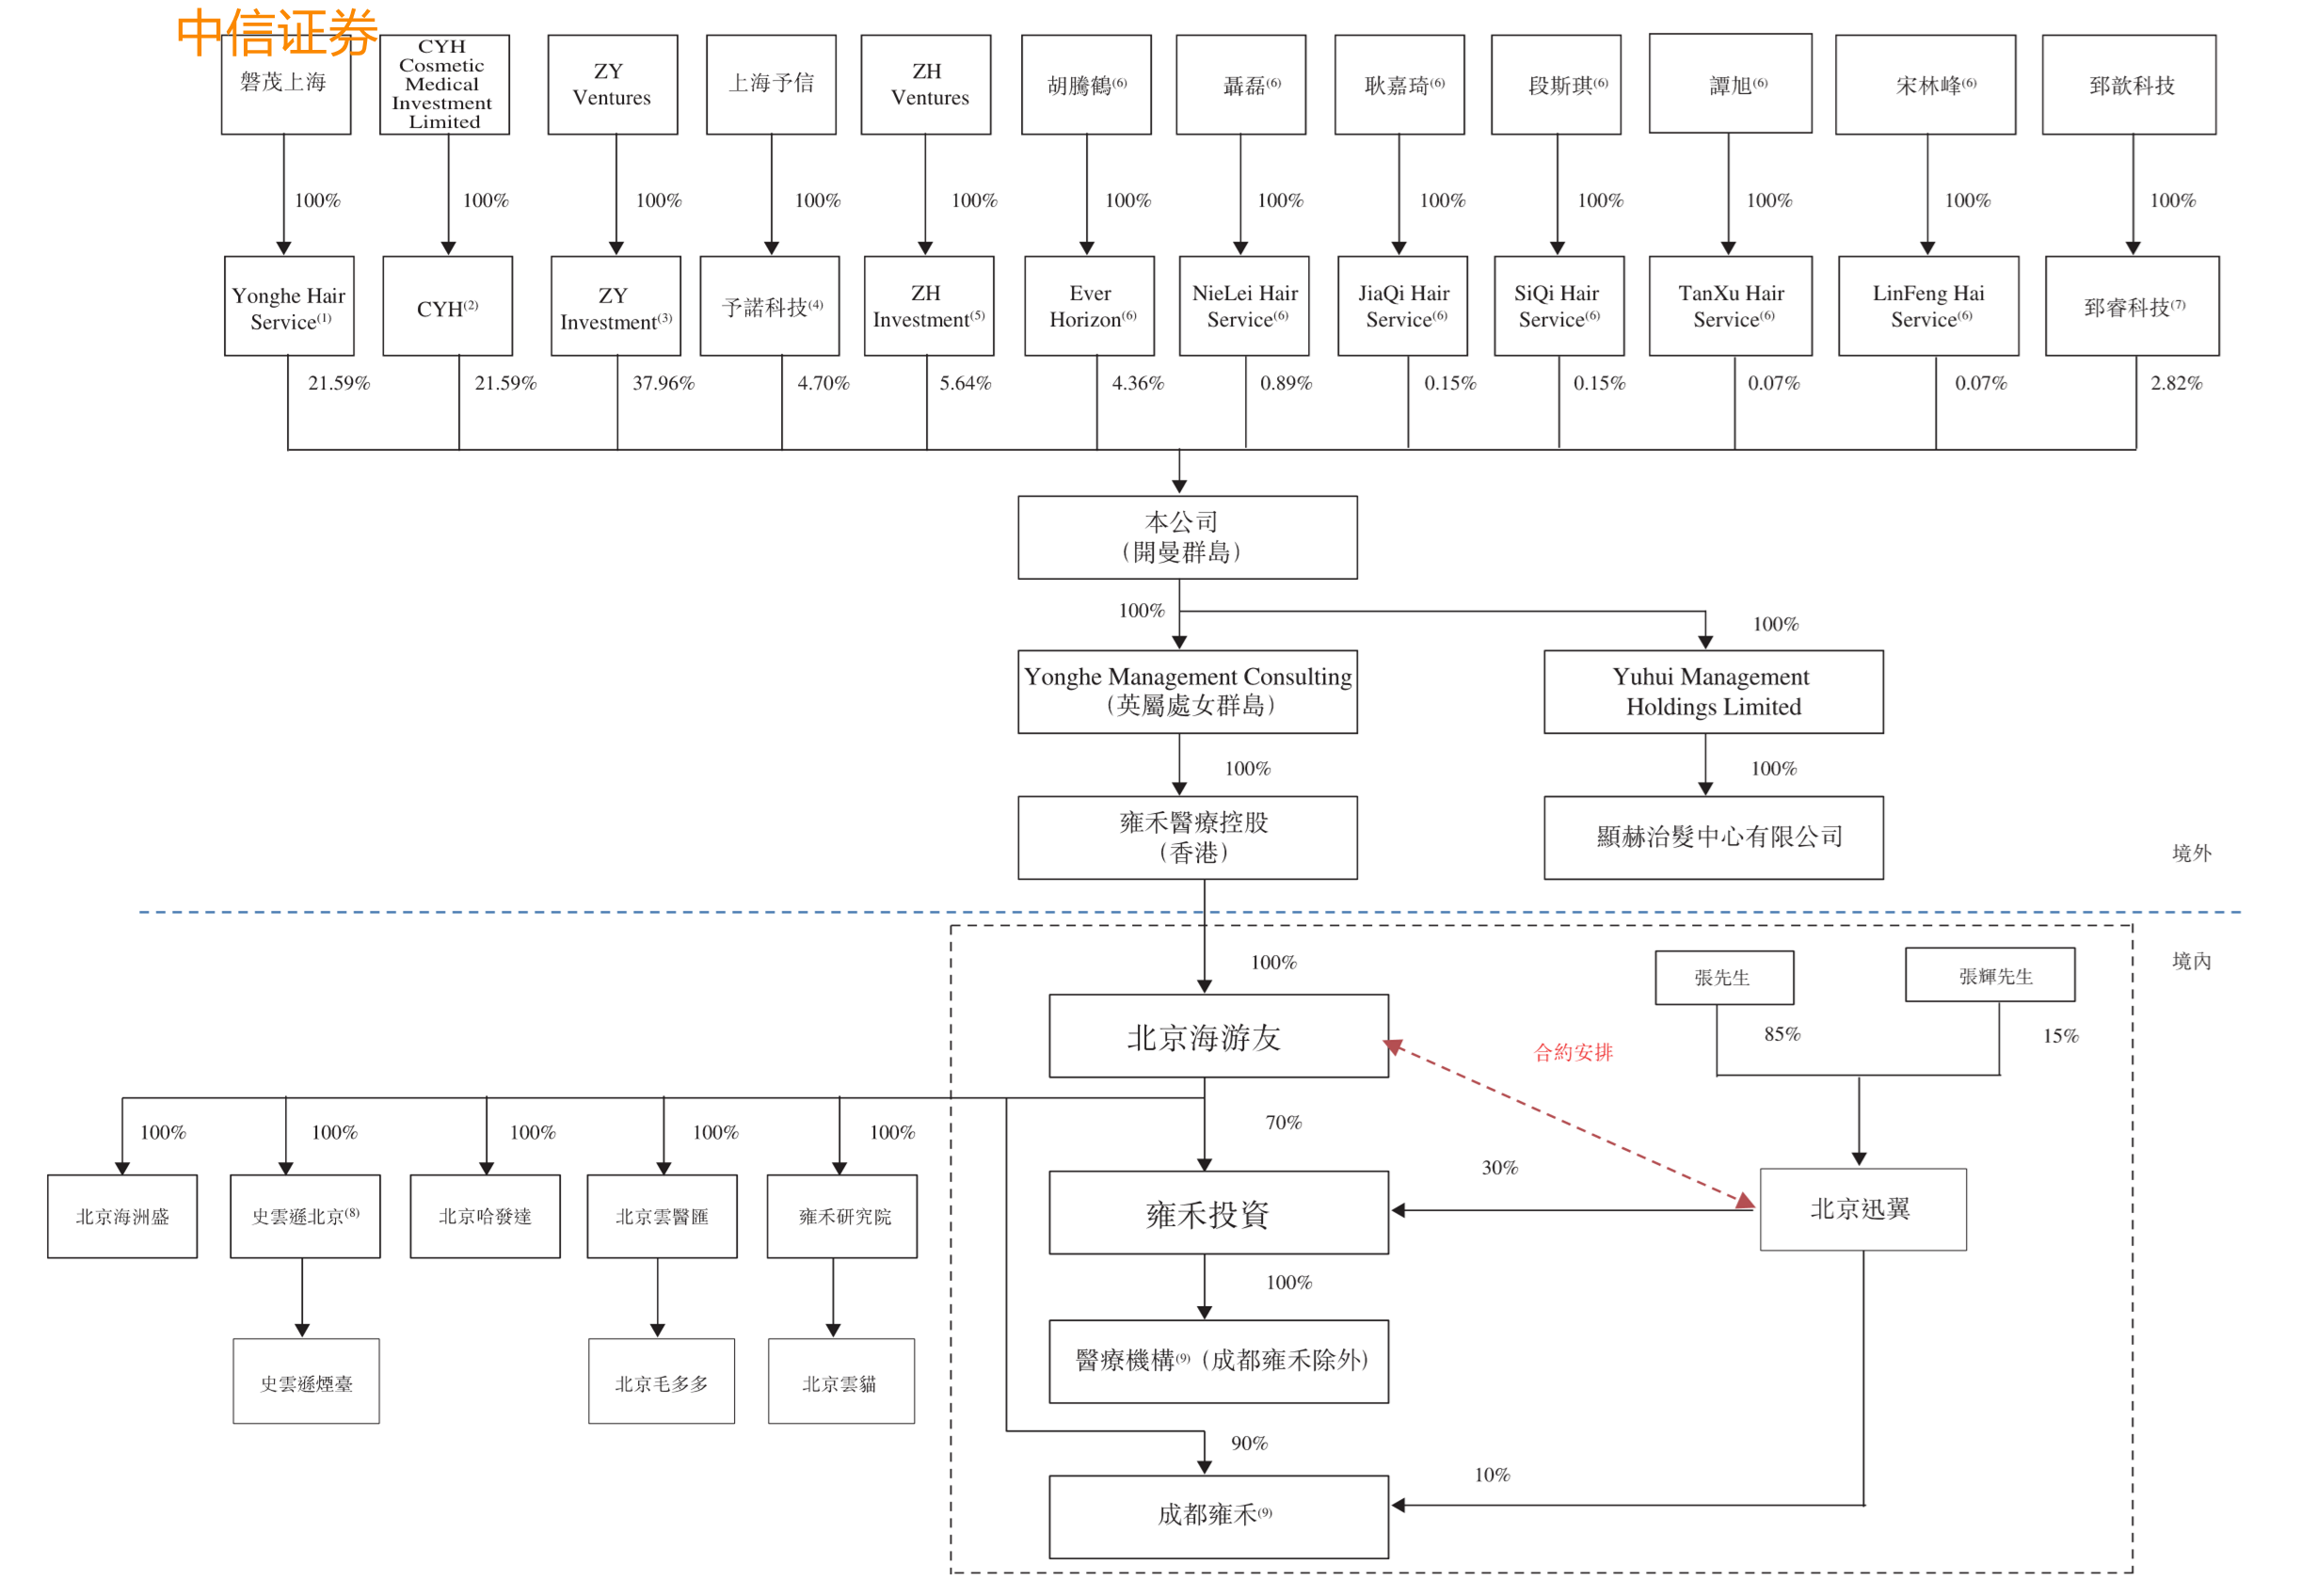 中信证券
磐茂上海
CYH
Cosmetic
Medical
Investment
Limited
ZY
Ventures
上海予信
ZH
Ventures
胡騰鶴(6)
聶磊(6)
耿嘉琦(6)
段斯琪(6)
譚旭(6)
宋林峰(6)
郅歆科技
100%
100%
100%
100%
100%
100%
100%
100%
100%
100%
100%
100%
Yonghe Hair
Service(1)
CYH(2)
ZY
Investment(3)
予諾科技(4)
ZH
Investment(5)
Ever
Horizon(6)
NieLei Hair
Service(6)
JiaQi Hair
Service(6)
SiQi Hair
Service(6)
TanXu Hair
Service(6)
LinFeng Hai
Service(6)
郅睿科技(7)
21.59%
21.59%
37.96%
4.70%
5.64%
4.36%
0.89%
0.15%
0.15%
0.07%
0.07%
2.82%
本公司
（開曼群島）
100%
100%
Yonghe Management Consulting
（英屬處女群島）
Yuhui Management
Holdings Limited
100%
100%
雍禾醫療控股
（香港）
顯赫治髮中心有限公司
境外
境內
100%
張先生
張輝先生
85%
15%
北京海游友
合約安排
100%
100%
100%
100%
100%
70%
30%
北京海洲盛
史雲遜北京(8)
北京哈發達
北京雲醫匯
雍禾研究院
雍禾投資
北京迅翼
100%
史雲遜煙臺
北京毛多多
北京雲貓
醫療機構(9)（成都雍禾除外）
90%
10%
成都雍禾(9)